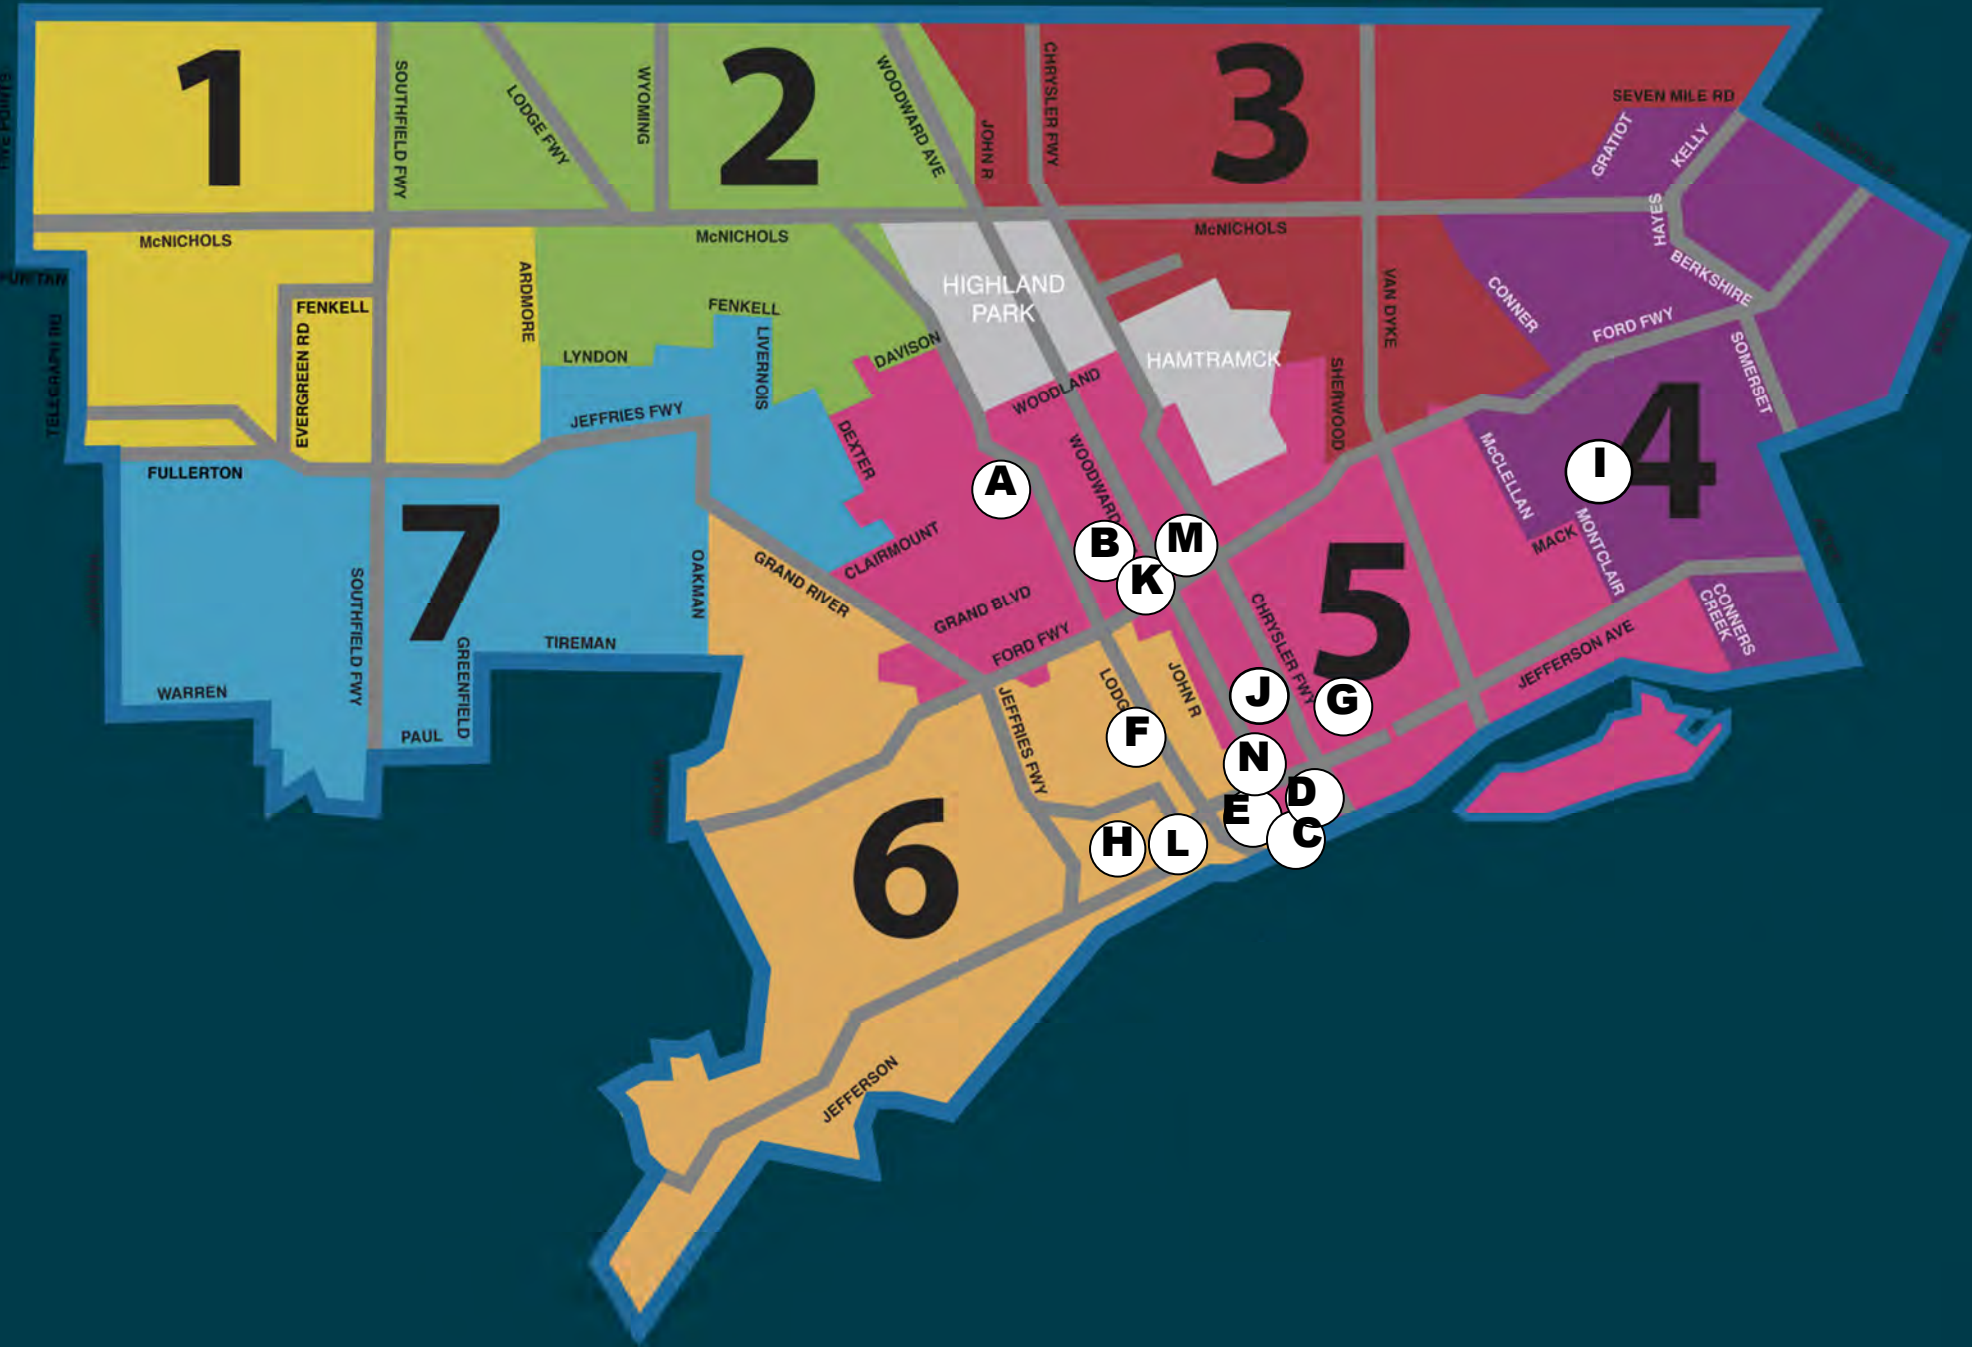 1
2
3
SOUTHFIELD FWY
LODGE FWY
WYOMING
WOODWARD AVE
JOHN R
CHRYSLER FWY
SEVEN MILE RD
GRATIOT
KELLY
HAYES
McNICHOLS
McNICHOLS
McNICHOLS
BERKSHIRE
ARDMORE
FENKELL
EVERGREEN RD
TELEGRAPH RD
FENKELL
LIVERNOIS
LYNDON
DAVISON
HIGHLAND
PARK
HAMTRAMCK
VAN DYKE
CONNER
FORD FWY
SOMERSET
SHERWOOD
WOODLAND
JEFFRIES FWY
DEXTER
WOODWARD
McCLELLAN
4
I
A
FULLERTON
7
SOUTHFIELD FWY
OAKMAN
GRAND RIVER
CLAIRMOUNT
GRAND BLVD
FORD FWY
B
M
K
5
MACK
MONTCLAIR
CONNERS
CREEK
JEFFERSON AVE
CHRYSLER FWY
WARREN
GREENFIELD
TIREMAN
PAUL
JEFFRIES FWY
LODG
JOHN R
J
G
F
N
D
E
C
H
L
6
JEFFERSON